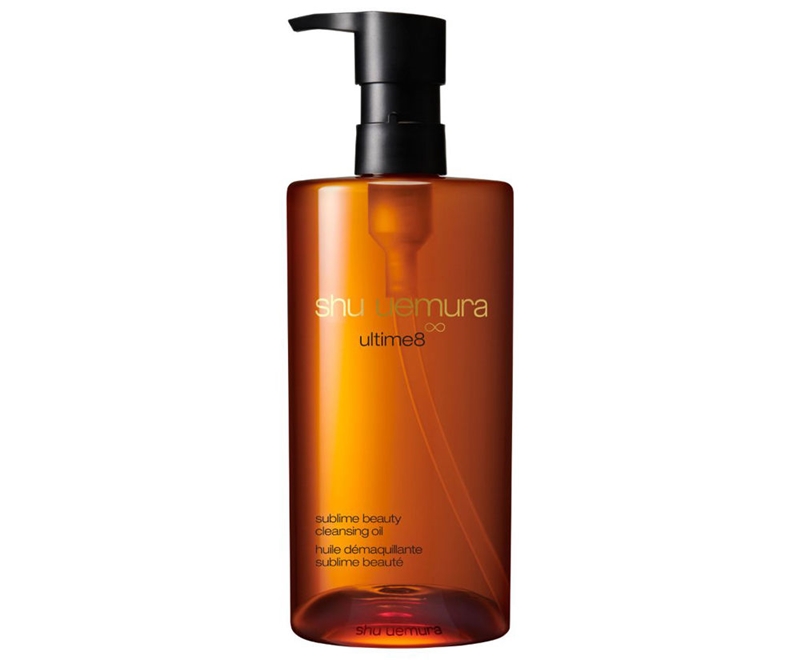 shu uemura
ultime8∞
sublime beauty
cleansing oil
huile démaquillante
sublime beauté
shu uemura